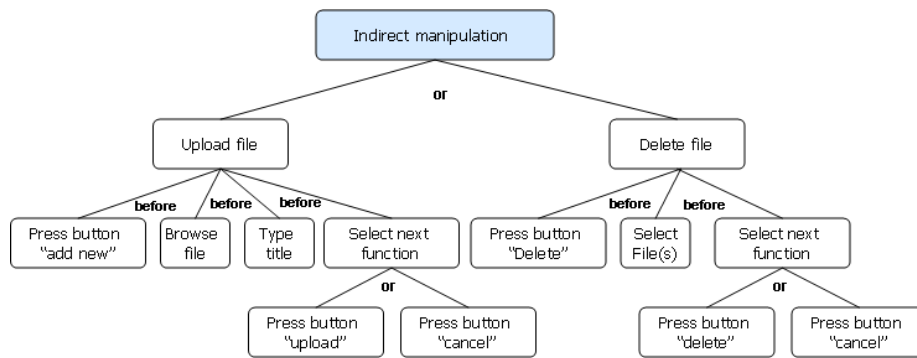 Indirect manipulation
or
Upload file
Delete file
before
before
before
before
before
Press button
"add new"
Browse
file
Type
title
Select next
function
Press button
"Delete"
Select
File(s)
Select next
function
or
or
Press button
"upload"
Press button
"cancel"
Press button
"delete"
Press button
"cancel"